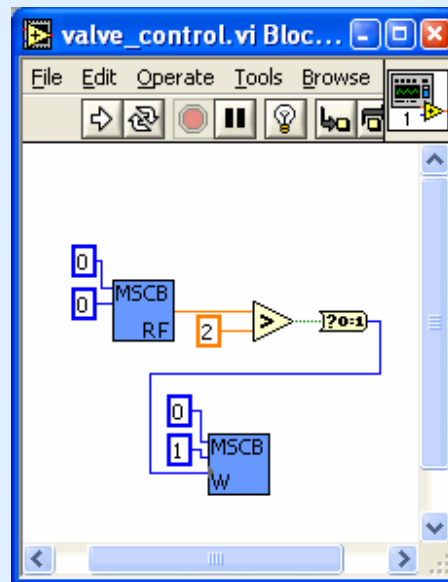 valve_control.vi Bloc...
File Edit Operate Tools Browse
1
0
0
MSCB
RF
2
>
?0:1
0
1
MSCB
W